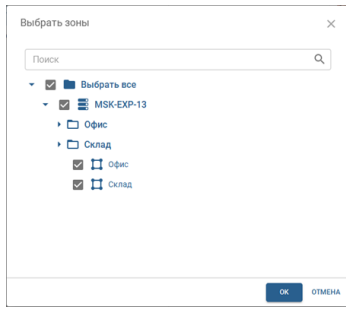 Выбрать зоны
Поиск
Выбрать все
MSK-EXP-13
Офис
Склад
Офис
Склад
ОК
ОТМЕНА